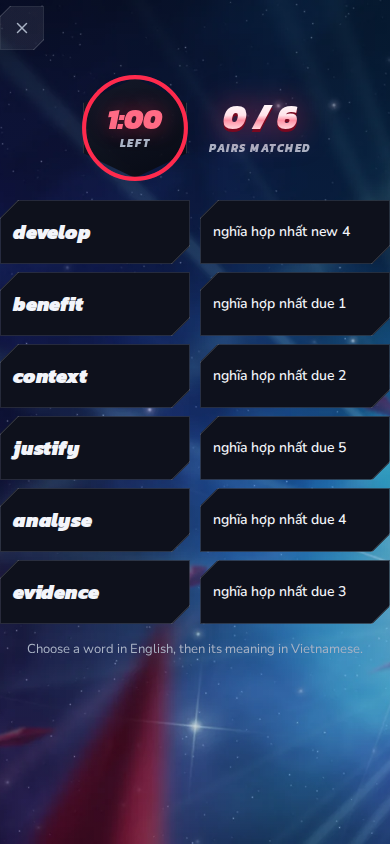 1:00
LEFT
0 / 6
PAIRS MATCHED
develop
nghĩa hợp nhất new 4
benefit
nghĩa hợp nhất due 1
context
nghĩa hợp nhất due 2
justify
nghĩa hợp nhất due 5
analyse
nghĩa hợp nhất due 4
evidence
nghĩa hợp nhất due 3
Choose a word in English, then its meaning in Vietnamese.